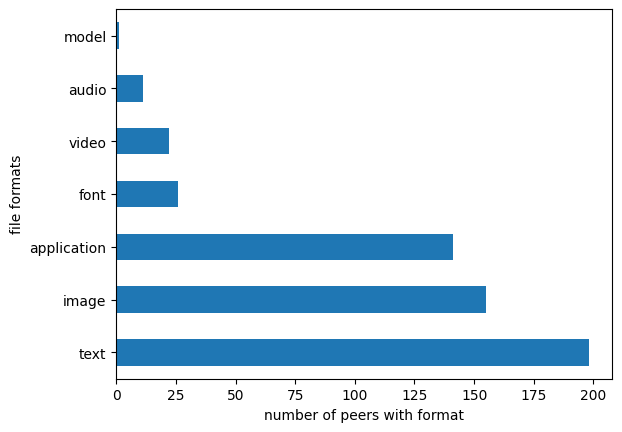 model
audio
video
font
application
image
text
file formats
0 25 50 75 100 125 150 175 200
number of peers with format